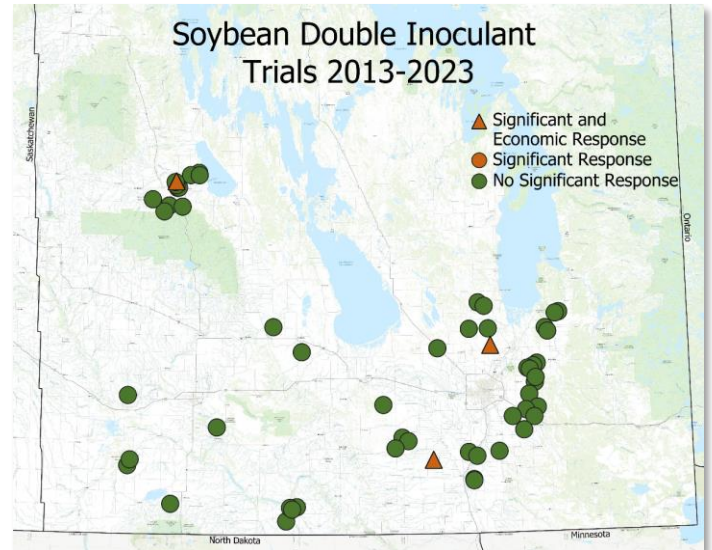 Soybean Double Inoculant
Trials 2013-2023
Significant and
Economic Response
Significant Response
No Significant Response
Saskatchewan
Ontario
North Dakota
Minnesota